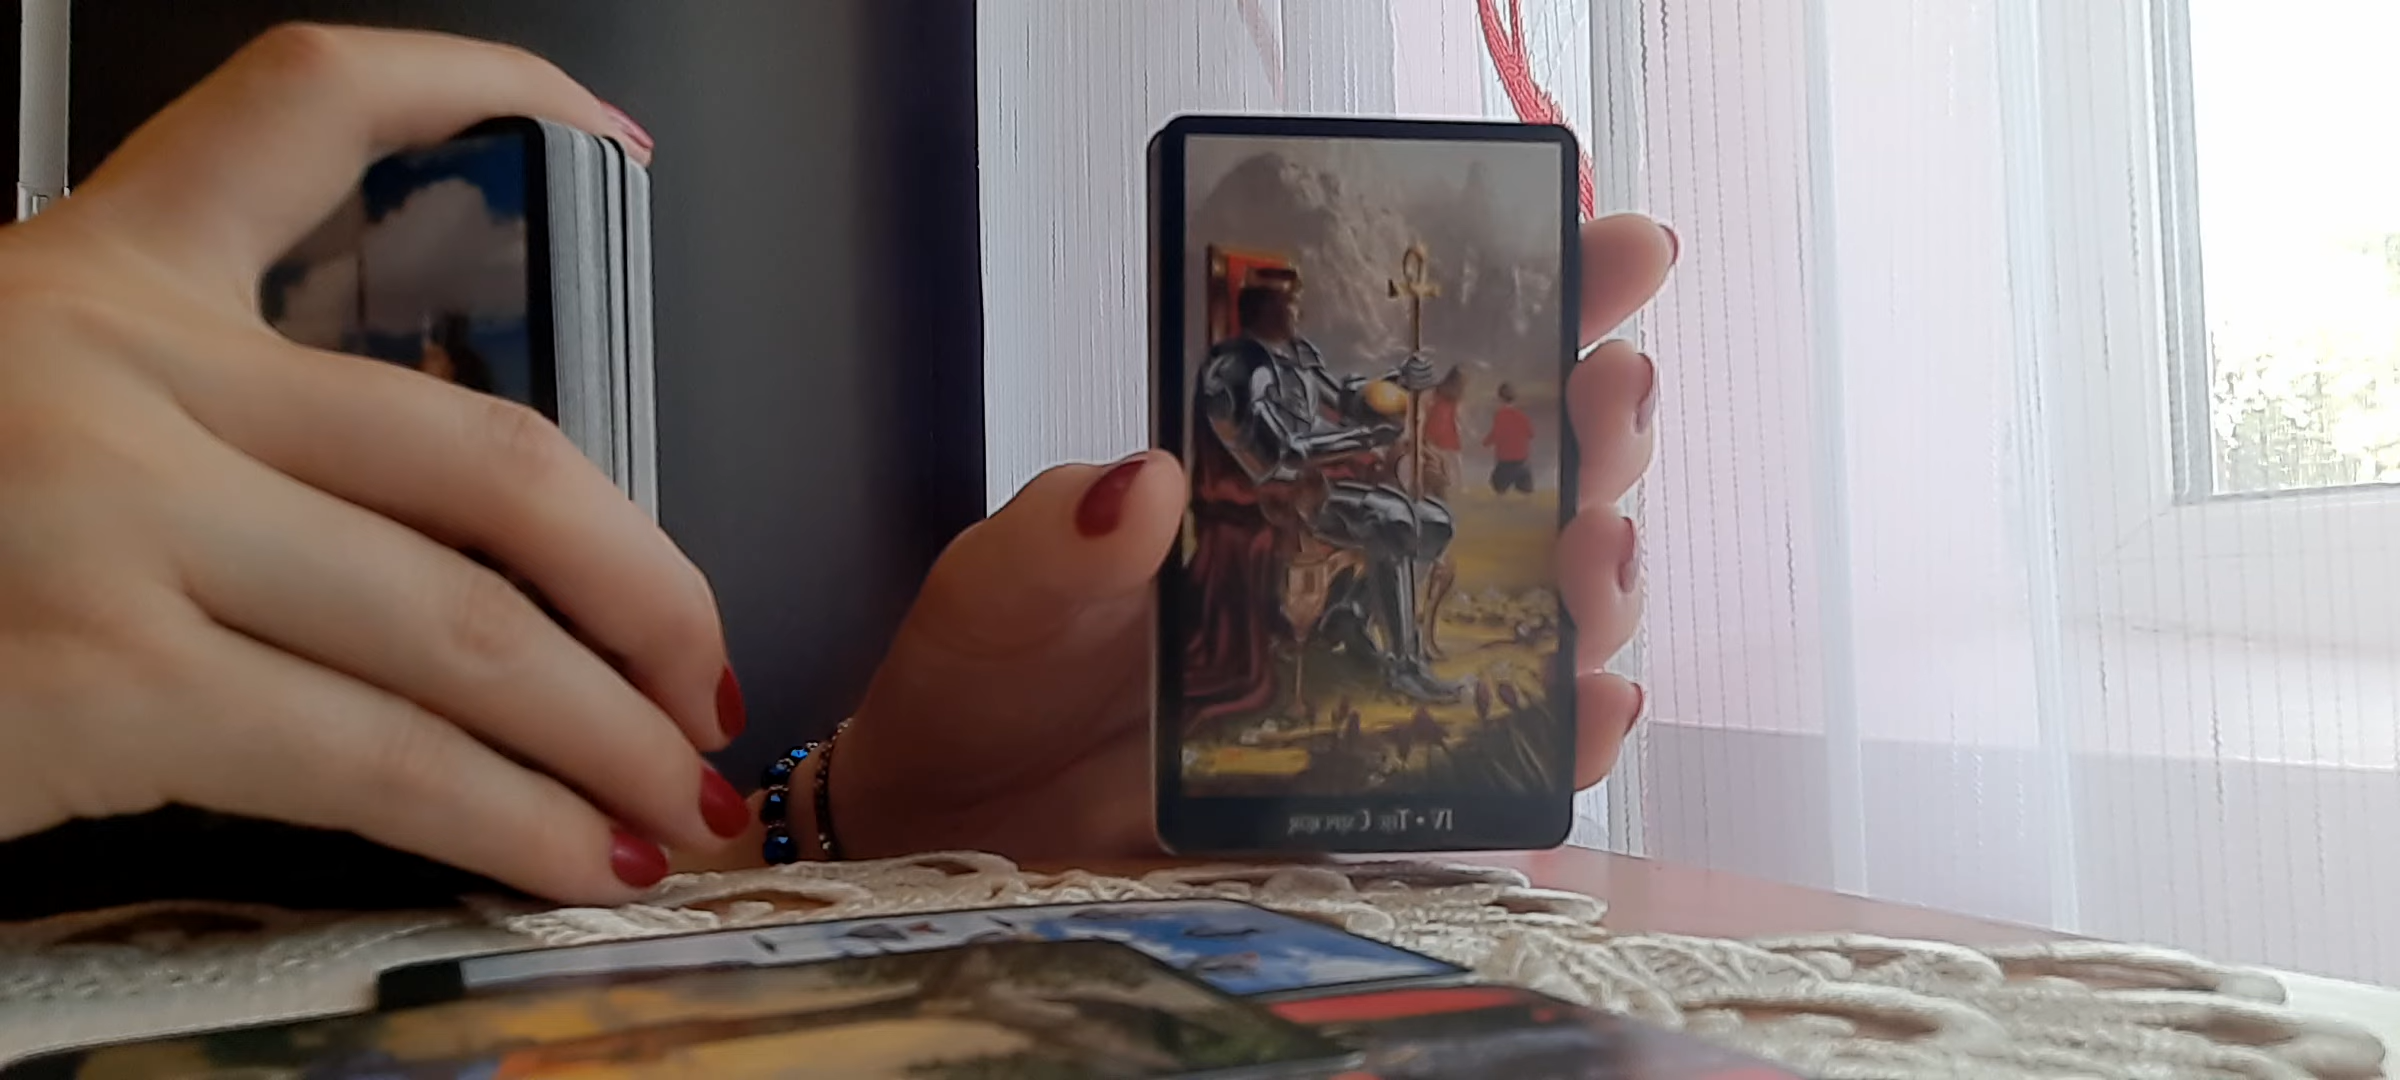 IV • The Emperor